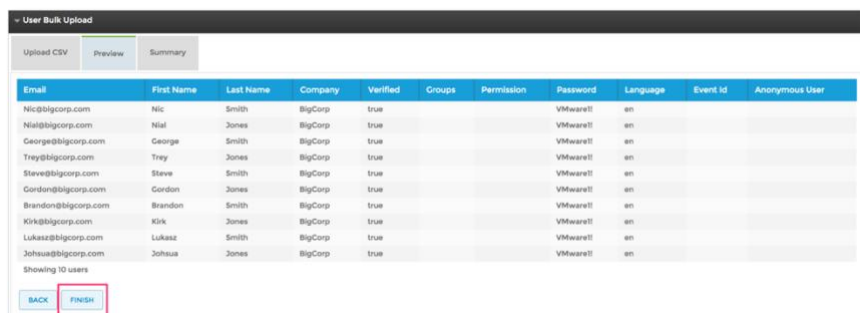 User Bulk Upload
Upload CSV Preview Summary
Email First Name Last Name Company Verified Groups Permission Password Language Event Id Anonymous User
Nic@bigcorp.com Nic Smith BigCorp true VMware1! en
Nial@bigcorp.com Nial Jones BigCorp true VMware1! en
George@bigcorp.com George Smith BigCorp true VMware1! en
Trey@bigcorp.com Trey Jones BigCorp true VMware1! en
Steve@bigcorp.com Steve Smith BigCorp true VMware1! en
Gordon@bigcorp.com Gordon Jones BigCorp true VMware1! en
Brandon@bigcorp.com Brandon Smith BigCorp true VMware1! en
Kirk@bigcorp.com Kirk Jones BigCorp true VMware1! en
Lukasz@bigcorp.com Lukasz Smith BigCorp true VMware1! en
Johsua@bigcorp.com Johsua Jones BigCorp true VMware1! en
Showing 10 users
BACK FINISH